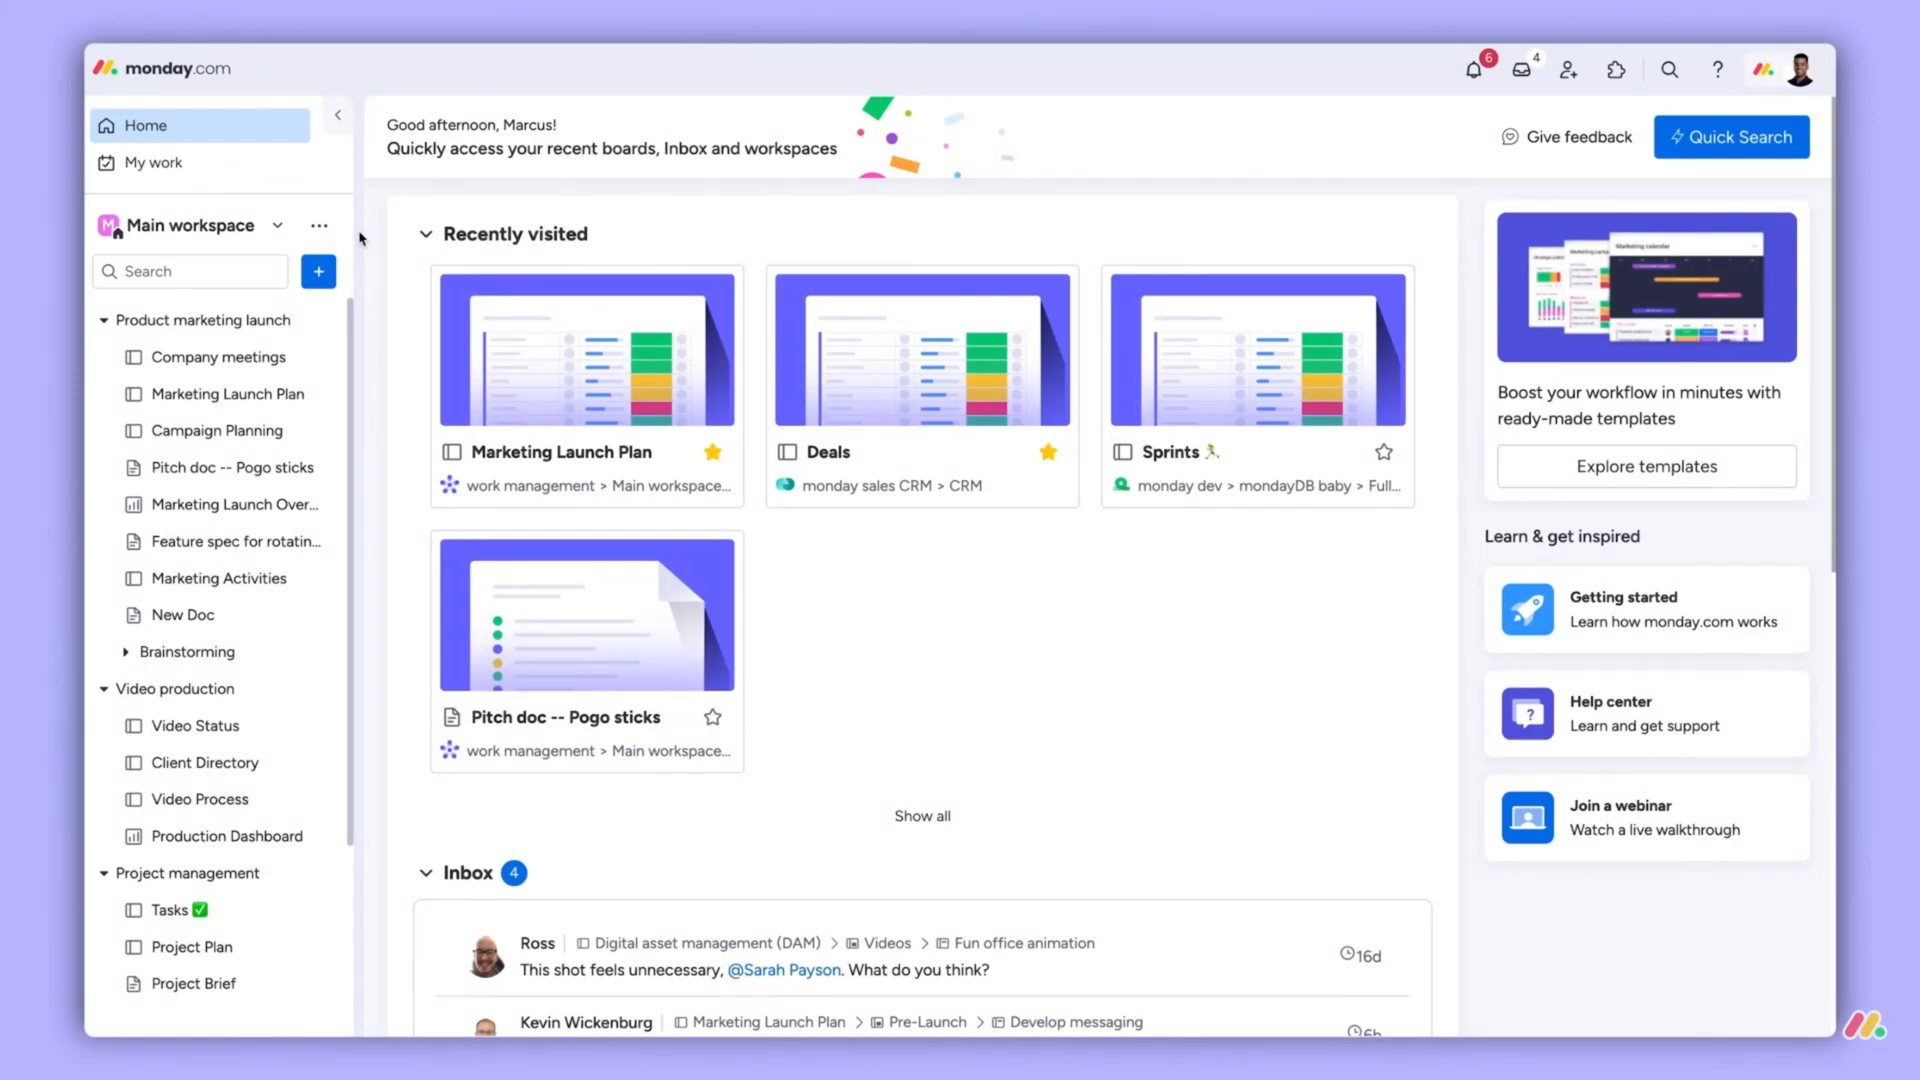 monday.com
6
4
Home
My work
Main workspace
Search
Product marketing launch
Company meetings
Marketing Launch Plan
Campaign Planning
Pitch doc -- Pogo sticks
Marketing Launch Over...
Feature spec for rotatin...
Marketing Activities
New Doc
Brainstorming
Video production
Video Status
Client Directory
Video Process
Production Dashboard
Project management
Tasks ✅
Project Plan
Project Brief
Good afternoon, Marcus!
Quickly access your recent boards, Inbox and workspaces
Give feedback
Quick Search
Recently visited
Marketing Launch Plan
work management > Main workspace...
Deals
monday sales CRM > CRM
Sprints
monday dev > mondayDB baby > Full...
Pitch doc -- Pogo sticks
work management > Main workspace...
Show all
Inbox 4
Ross Digital asset management (DAM) > Videos > Fun office animation
This shot feels unnecessary, @Sarah Payson. What do you think?
16d
Kevin Wickenburg Marketing Launch Plan > Pre-Launch > Develop messaging
6h
Marketing calendar
Boost your workflow in minutes with
ready-made templates
Explore templates
Learn & get inspired
Getting started
Learn how monday.com works
Help center
Learn and get support
Join a webinar
Watch a live walkthrough